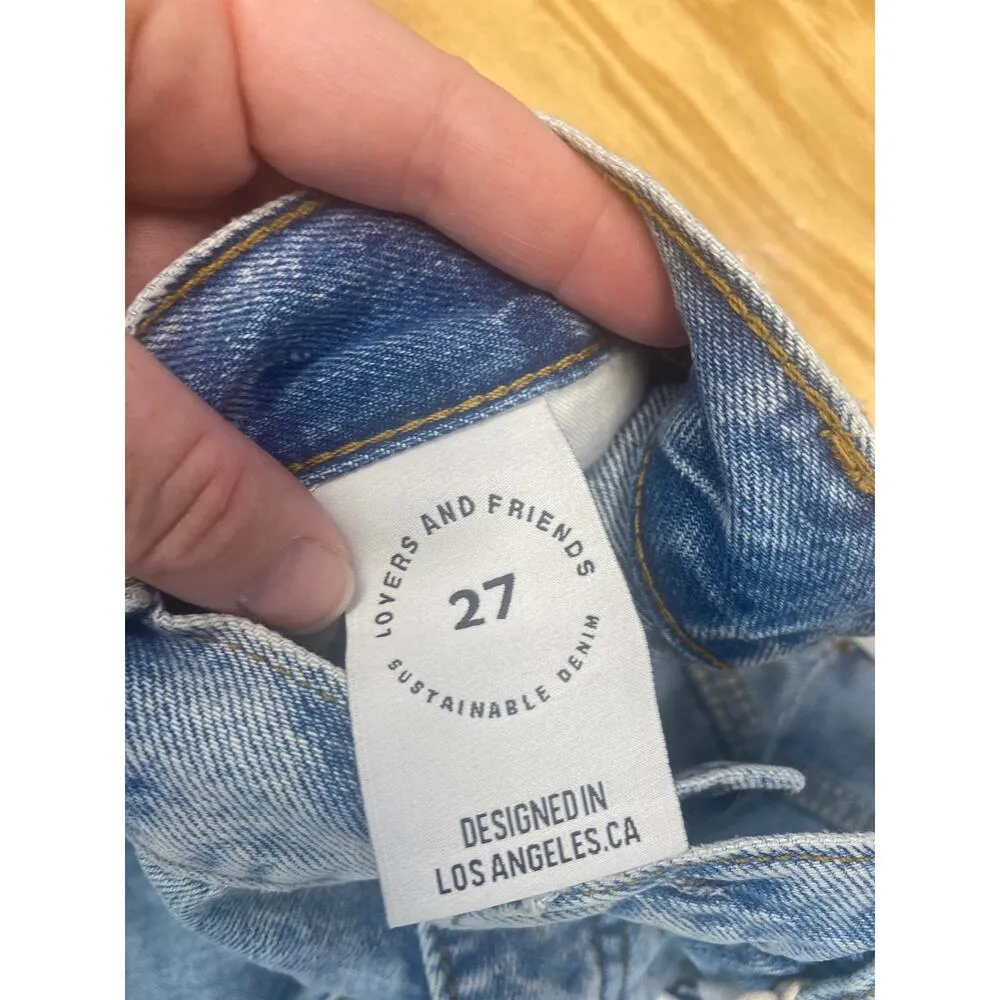 LOVERS AND FRIENDS
27
SUSTAINABLE DENIM
DESIGNED IN
LOS ANGELES.CA